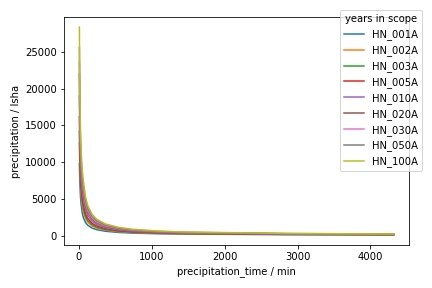 years in scope
HN_001A
HN_002A
HN_003A
HN_005A
HN_010A
HN_020A
HN_030A
HN_050A
HN_100A
precipitation / lsha
25000
20000
15000
10000
5000
0
0 1000 2000 3000 4000
precipitation_time / min